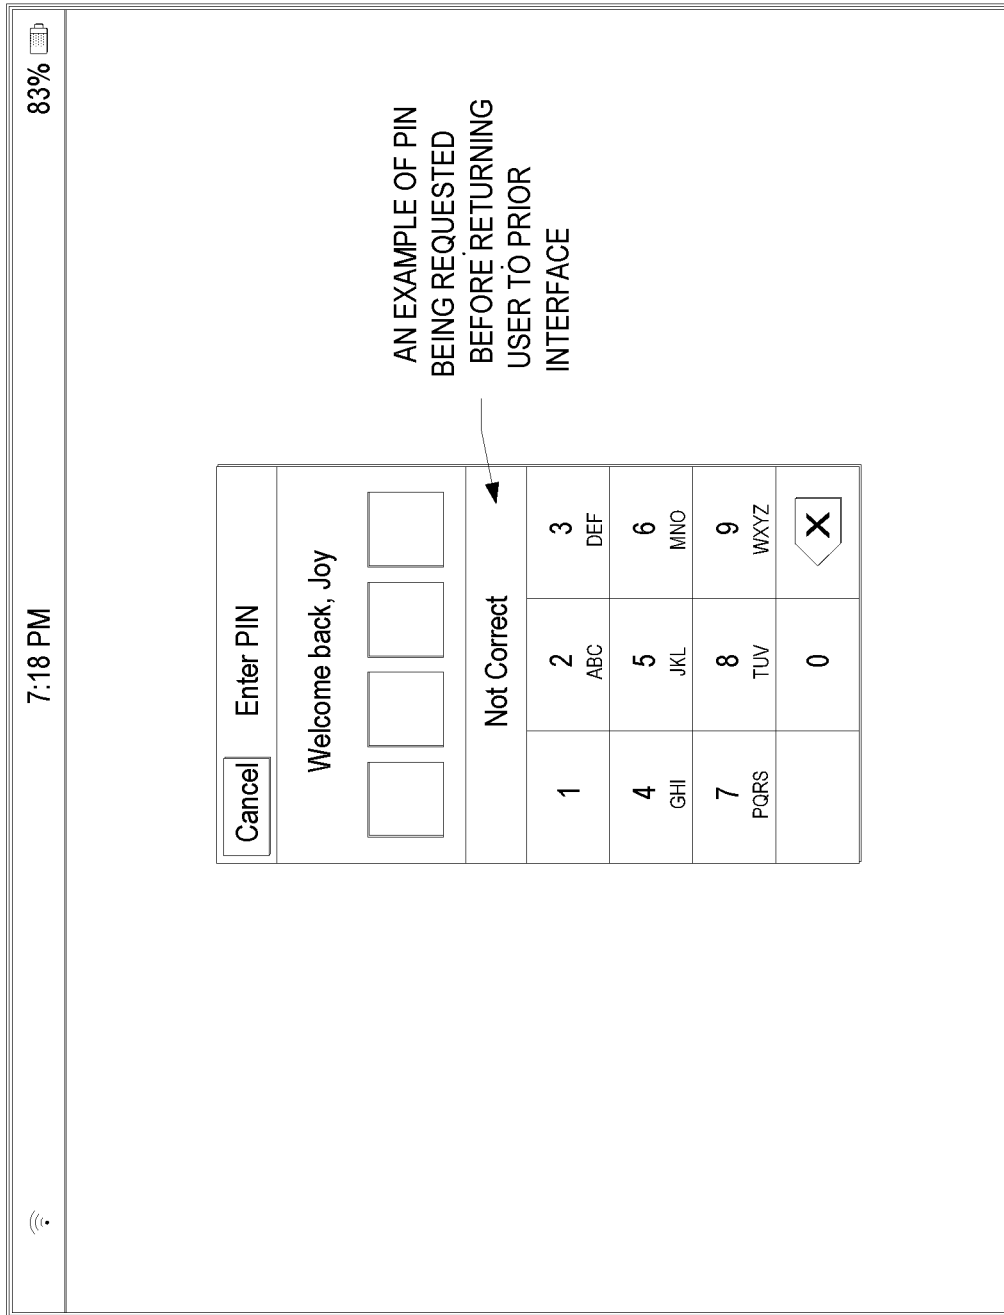 7:18 PM
83%
Cancel Enter PIN
Welcome back, Joy
Not Correct
1 2 3
ABC DEF
4 5 6
GHI JKL MNO
7 8 9
PQRS TUV WXYZ
0 X
AN EXAMPLE OF PIN
BEING REQUESTED
BEFORE RETURNING
USER TO PRIOR
INTERFACE